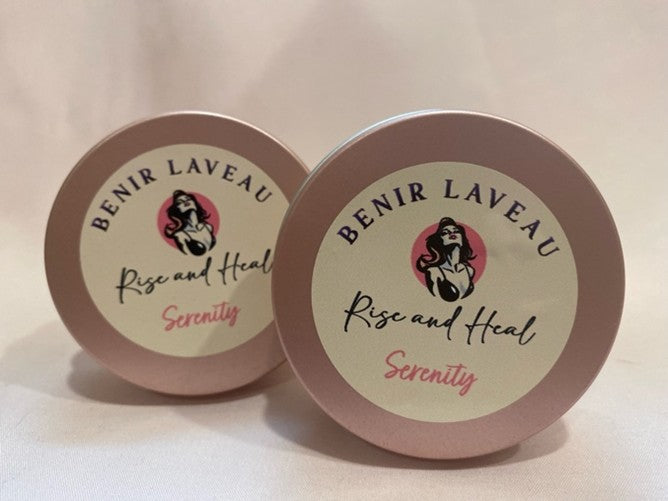 BENIR LAVEAU
Rise and Heal
Serenity
BENIR LAVEAU
Rise and Heal
Serenity